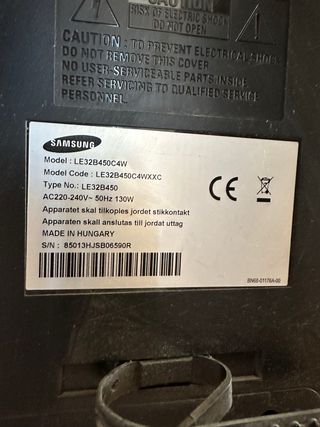 CAUTION
RISK OF ELECTRIC SHOCK
DO NOT OPEN
CAUTION : TO PREVENT ELECTRICAL SHOCK
DO NOT REMOVE THIS COVER
NO USER-SERVICEABLE PARTS INSIDE
REFER SERVICING TO QUALIFIED SERVICE
PERSONNEL.
SAMSUNG
Model : LE32B450C4W
Model Code : LE32B450C4WXXC
Type No.: LE32B450
AC220-240V~ 50Hz 130W
Apparatet skal tilkoples jordet stikkontakt
Apparaten skall anslutas till jordat uttag
MADE IN HUNGARY
S/N : 85013HJSB06590R
CE
BN68-01176A-00